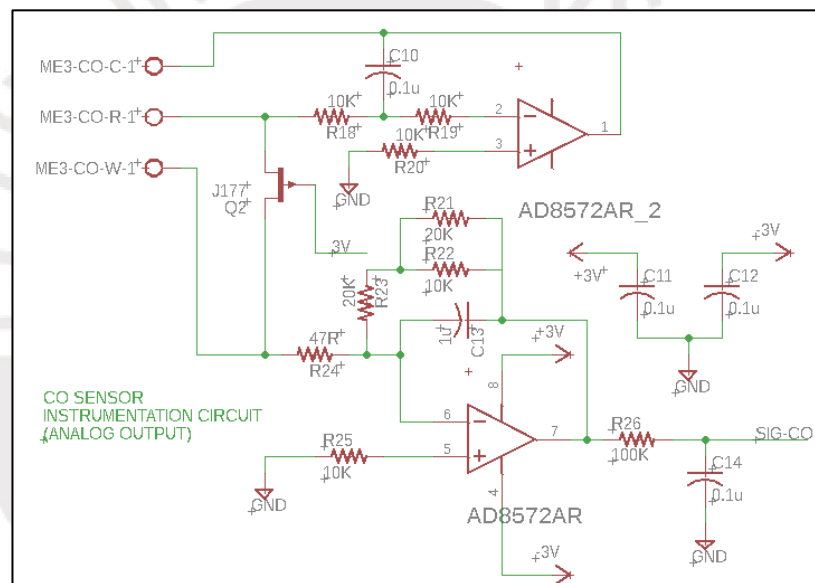 ME3-CO-C-1
ME3-CO-R-1
ME3-CO-W-1
C10
0.1u
10K
R18
10K
R19
10K
R20
GND
2
3
1
AD8572AR_2
J177
Q2
3V
R21
20K
R22
10K
20K
R23
47R
R24
1u
C13
+3V
C11
0.1u
-3V
C12
0.1u
GND
+3V
CO SENSOR
INSTRUMENTATION CIRCUIT
(ANALOG OUTPUT)
8
6
5
7
4
R25
10K
GND
AD8572AR
-3V
R26
100K
SIG-CO
C14
0.1u
GND